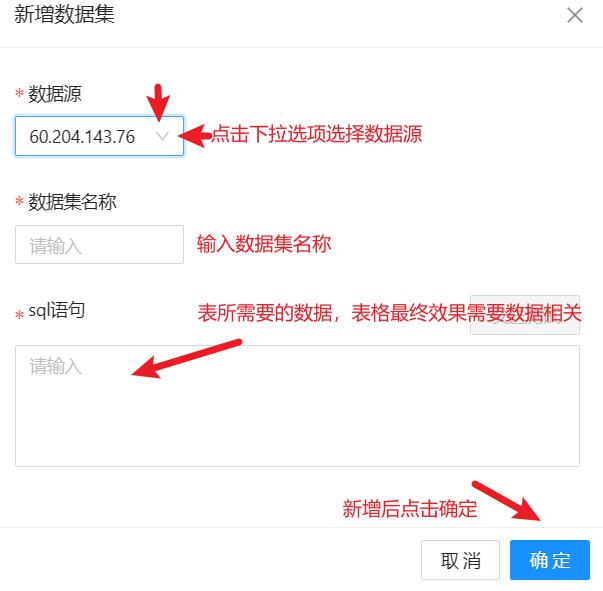 新增数据集
* 数据源
60.204.143.76
点击下拉选项选择数据源
* 数据集名称
请输入
输入数据集名称
* sql语句
表所需要的数据，表格最终效果需要数据相关
请输入
新增后点击确定
取 消
确 定